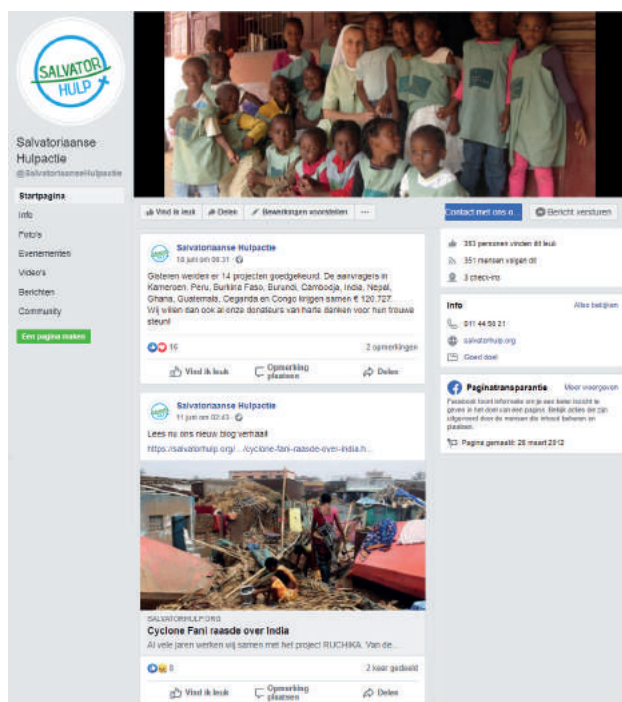 SALVATOR
HULP
Salvatoriaanse
Hulpactie
@SalvatoriaanseHulpactie
Startpagina
Info
Foto's
Evenementen
Video's
Berichten
Community
Een pagina maken
Vind ik leuk
Delen
Bewerkingen voorstellen
...
Salvatoriaanse Hulpactie
18 juni om 08:31
Gisteren werden er 14 projecten goedgekeurd. De aanvragers in
Kameroen, Peru, Burkina Faso, Burundi, Cambodja, India, Nepal,
Ghana, Guatemala, Oeganda en Congo krijgen samen € 120.727.
Wij willen dan ook al onze donateurs van harte danken voor hun trouwe
steun!
16
2 opmerkingen
Vind ik leuk
Opmerking
plaatsen
Delen
Salvatoriaanse Hulpactie
11 juni om 02:43
Lees nu ons nieuw blog verhaal!
https://salvatorhulp.org/.../cyclone-fani-raasde-over-india.h...
SALVATORHULP.ORG
Cyclone Fani raasde over India
Al vele jaren werken wij samen met het project RUCHIKA. Van de...
8
2 keer gedeeld
Vind ik leuk
Opmerking
plaatsen
Delen
Contact met ons o...
Bericht versturen
353 personen vinden dit leuk
351 mensen volgen dit
3 check-ins
Info
Alles bekijken
011 44 58 21
salvatorhulp.org
Goed doel
Paginatransparantie
Meer weergeven
Facebook toont informatie om je een beter inzicht te
geven in het doel van een pagina. Bekijk acties die zijn
uitgevoerd door de mensen die inhoud beheren en
plaatsen.
Pagina gemaakt: 26 maart 2012